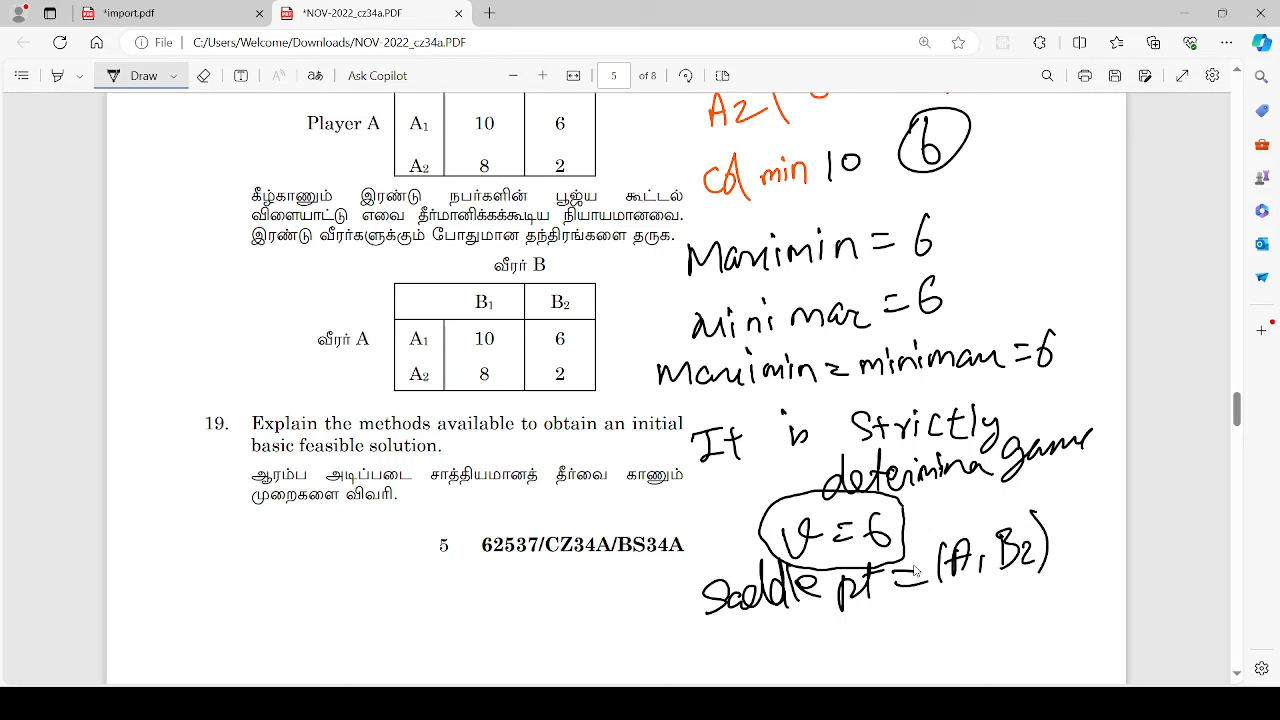 *import.pdf
*NOV-2022_cz34a.PDF
File C:/Users/Welcome/Downloads/NOV-2022_cz34a.PDF
Draw
Ask Copilot
5 of 8
Player A A1 10 6
A2 8 2
கீழ்காணும் இரண்டு நபர்களின் பூஜ்ய கூட்டல்
விளையாட்டு எவை தீர்மானிக்கக்கூடிய நியாயமானவை.
இரண்டு வீரர்களுக்கும் போதுமான தந்திரங்களை தருக.
வீரர் B
B1 B2
வீரர் A A1 10 6
A2 8 2
19. Explain the methods available to obtain an initial
basic feasible solution.
ஆரம்ப அடிப்படை சாத்தியமானத் தீர்வை காணும்
முறைகளை விவரி.
5 62537/CZ34A/BS34A
A2
Col min 10 6
Maximin = 6
Minimax = 6
Maximin = minimax = 6
It is strictly
game
v = 6
Saddle pt = (A1 B2)